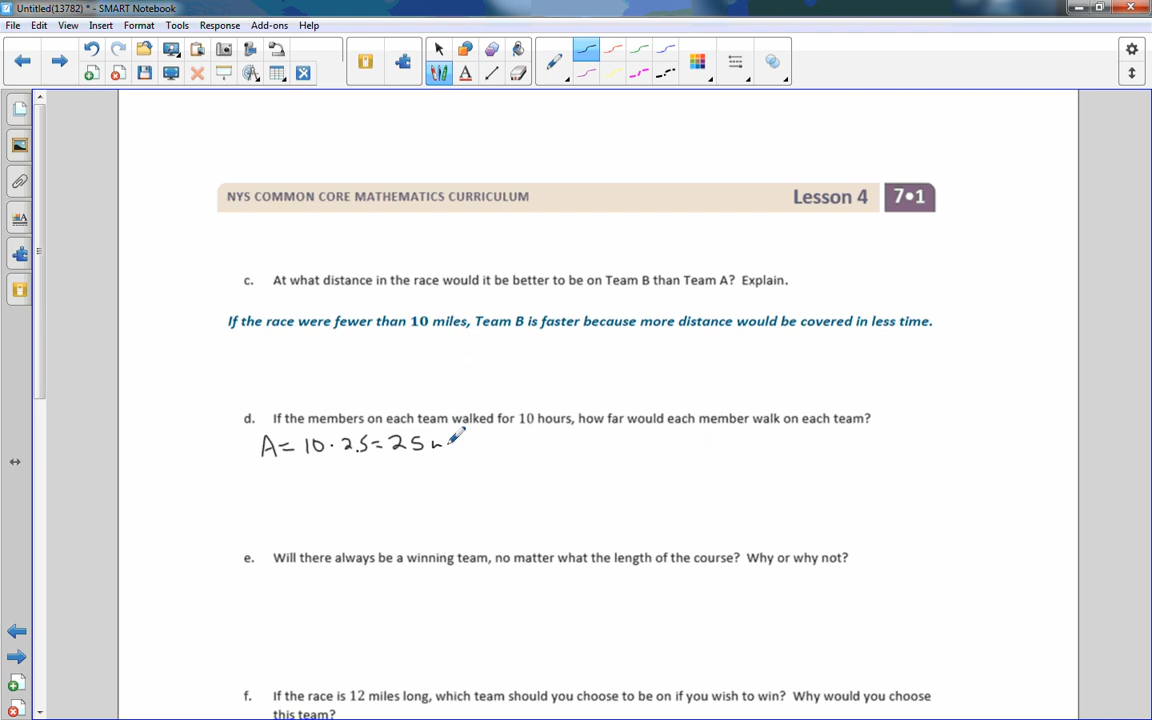 Untitled(13782) * - SMART Notebook
File Edit View Insert Format Tools Response Add-ons Help
NYS COMMON CORE MATHEMATICS CURRICULUM Lesson 4 7•1
c. At what distance in the race would it be better to be on Team B than Team A? Explain.
If the race were fewer than 10 miles, Team B is faster because more distance would be covered in less time.
d. If the members on each team walked for 10 hours, how far would each member walk on each team?
A = 10 · 2.5 = 25
e. Will there always be a winning team, no matter what the length of the course? Why or why not?
f. If the race is 12 miles long, which team should you choose to be on if you wish to win? Why would you choose
this team?